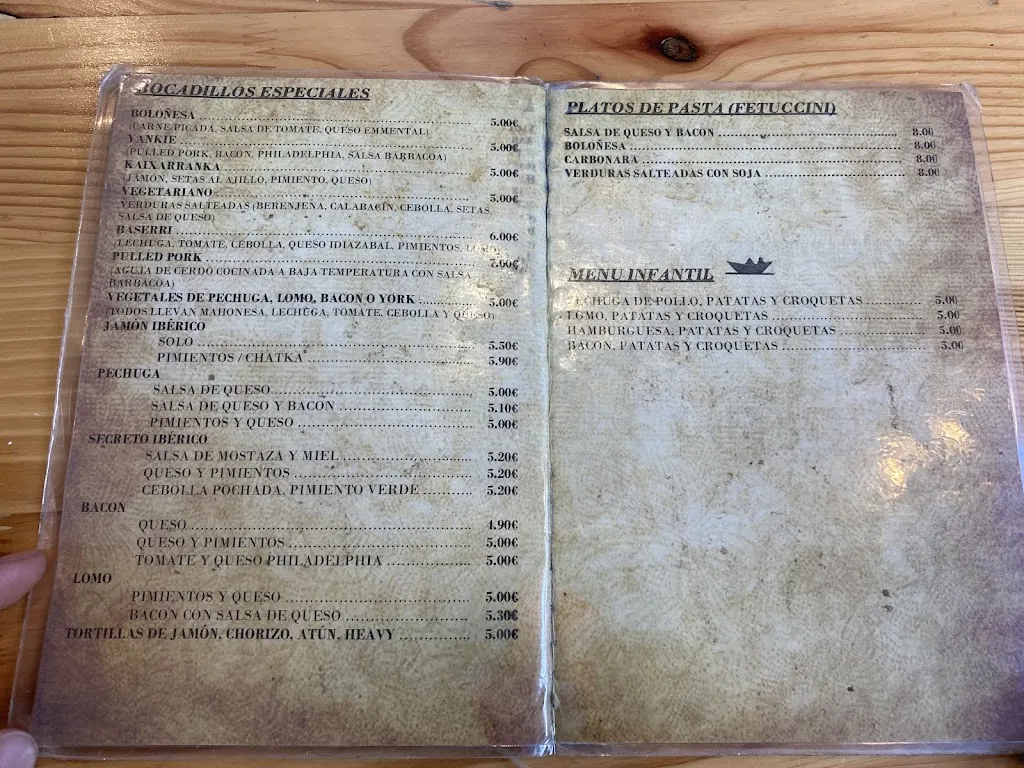 BOCADILLOS ESPECIALES
BOLOÑESA ........ 5.00€
(CARNE PICADA, SALSA DE TOMATE, QUESO EMMENTAL)
YANKIE ........ 5.00€
(PULLED PORK, BACON, PHILADELPHIA, SALSA BARBACOA)
KAIXARRANKA ........ 5.00€
(JAMÓN, SETAS AL AJILLO, PIMIENTO, QUESO)
VEGETARIANO ........ 5.00€
VERDURAS SALTEADAS (BERENJENA, CALABACÍN, CEBOLLA, SETAS,
SALSA DE QUESO)
BASERRI ........ 6.00€
(LECHUGA, TOMATE, CEBOLLA, QUESO IDIAZABAL, PIMIENTOS, LOMO)
PULLED PORK ........ 7.00€
(AGUJA DE CERDO COCINADA A BAJA TEMPERATURA CON SALSA
BARBACOA)
VEGETALES DE PECHUGA, LOMO, BACON O YORK ........ 5.00€
(TODOS LLEVAN MAHONESA, LECHUGA, TOMATE, CEBOLLA Y QUESO)
JAMÓN IBÉRICO
SOLO ........ 5.50€
PIMIENTOS / CHATKA ........ 5.90€
PECHUGA
SALSA DE QUESO ........ 5.00€
SALSA DE QUESO Y BACON ........ 5.10€
PIMIENTOS Y QUESO ........ 5.00€
SECRETO IBÉRICO
SALSA DE MOSTAZA Y MIEL ........ 5.20€
QUESO Y PIMIENTOS ........ 5.20€
CEBOLLA POCHADA, PIMIENTO VERDE ........ 5.20€
BACON
QUESO ........ 4.90€
QUESO Y PIMIENTOS ........ 5.00€
TOMATE Y QUESO PHILADELPHIA ........ 5.00€
LOMO
PIMIENTOS Y QUESO ........ 5.00€
BACON CON SALSA DE QUESO ........ 5.30€
TORTILLAS DE JAMÓN, CHORIZO, ATÚN, HEAVY ........ 5.00€
PLATOS DE PASTA (FETUCCINI)
SALSA DE QUESO Y BACON ........ 8.00
BOLOÑESA ........ 8.00
CARBONARA ........ 8.00
VERDURAS SALTEADAS CON SOJA ........ 8.00
MENU INFANTIL
PECHUGA DE POLLO, PATATAS Y CROQUETAS ........ 5.00
LOMO, PATATAS Y CROQUETAS ........ 5.00
HAMBURGUESA, PATATAS Y CROQUETAS ........ 5.00
BACON, PATATAS Y CROQUETAS ........ 5.00